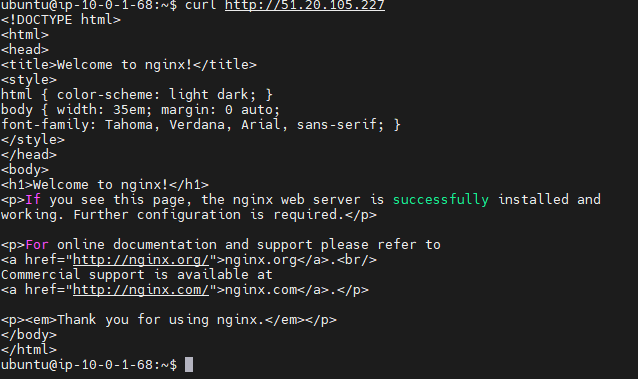 ubuntu@ip-10-0-1-68:~$ curl http://51.20.105.227
<!DOCTYPE html>
<html>
<head>
<title>Welcome to nginx!</title>
<style>
html { color-scheme: light dark; }
body { width: 35em; margin: 0 auto;
font-family: Tahoma, Verdana, Arial, sans-serif; }
</style>
</head>
<body>
<h1>Welcome to nginx!</h1>
<p>If you see this page, the nginx web server is successfully installed and
working. Further configuration is required.</p>

<p>For online documentation and support please refer to
<a href="http://nginx.org/">nginx.org</a>.<br/>
Commercial support is available at
<a href="http://nginx.com/">nginx.com</a>.</p>

<p><em>Thank you for using nginx.</em></p>
</body>
</html>
ubuntu@ip-10-0-1-68:~$